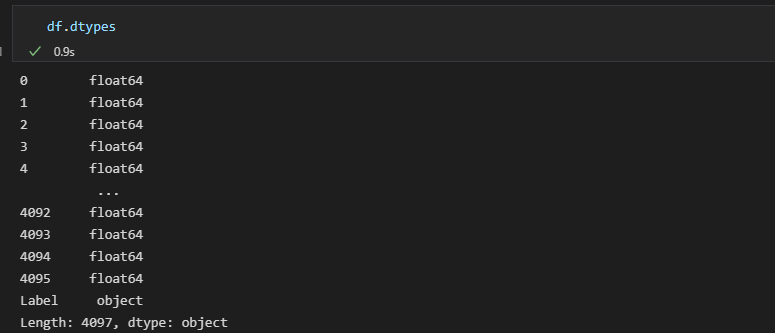 df.dtypes
0.9s
0 float64
1 float64
2 float64
3 float64
4 float64
...
4092 float64
4093 float64
4094 float64
4095 float64
Label object
Length: 4097, dtype: object